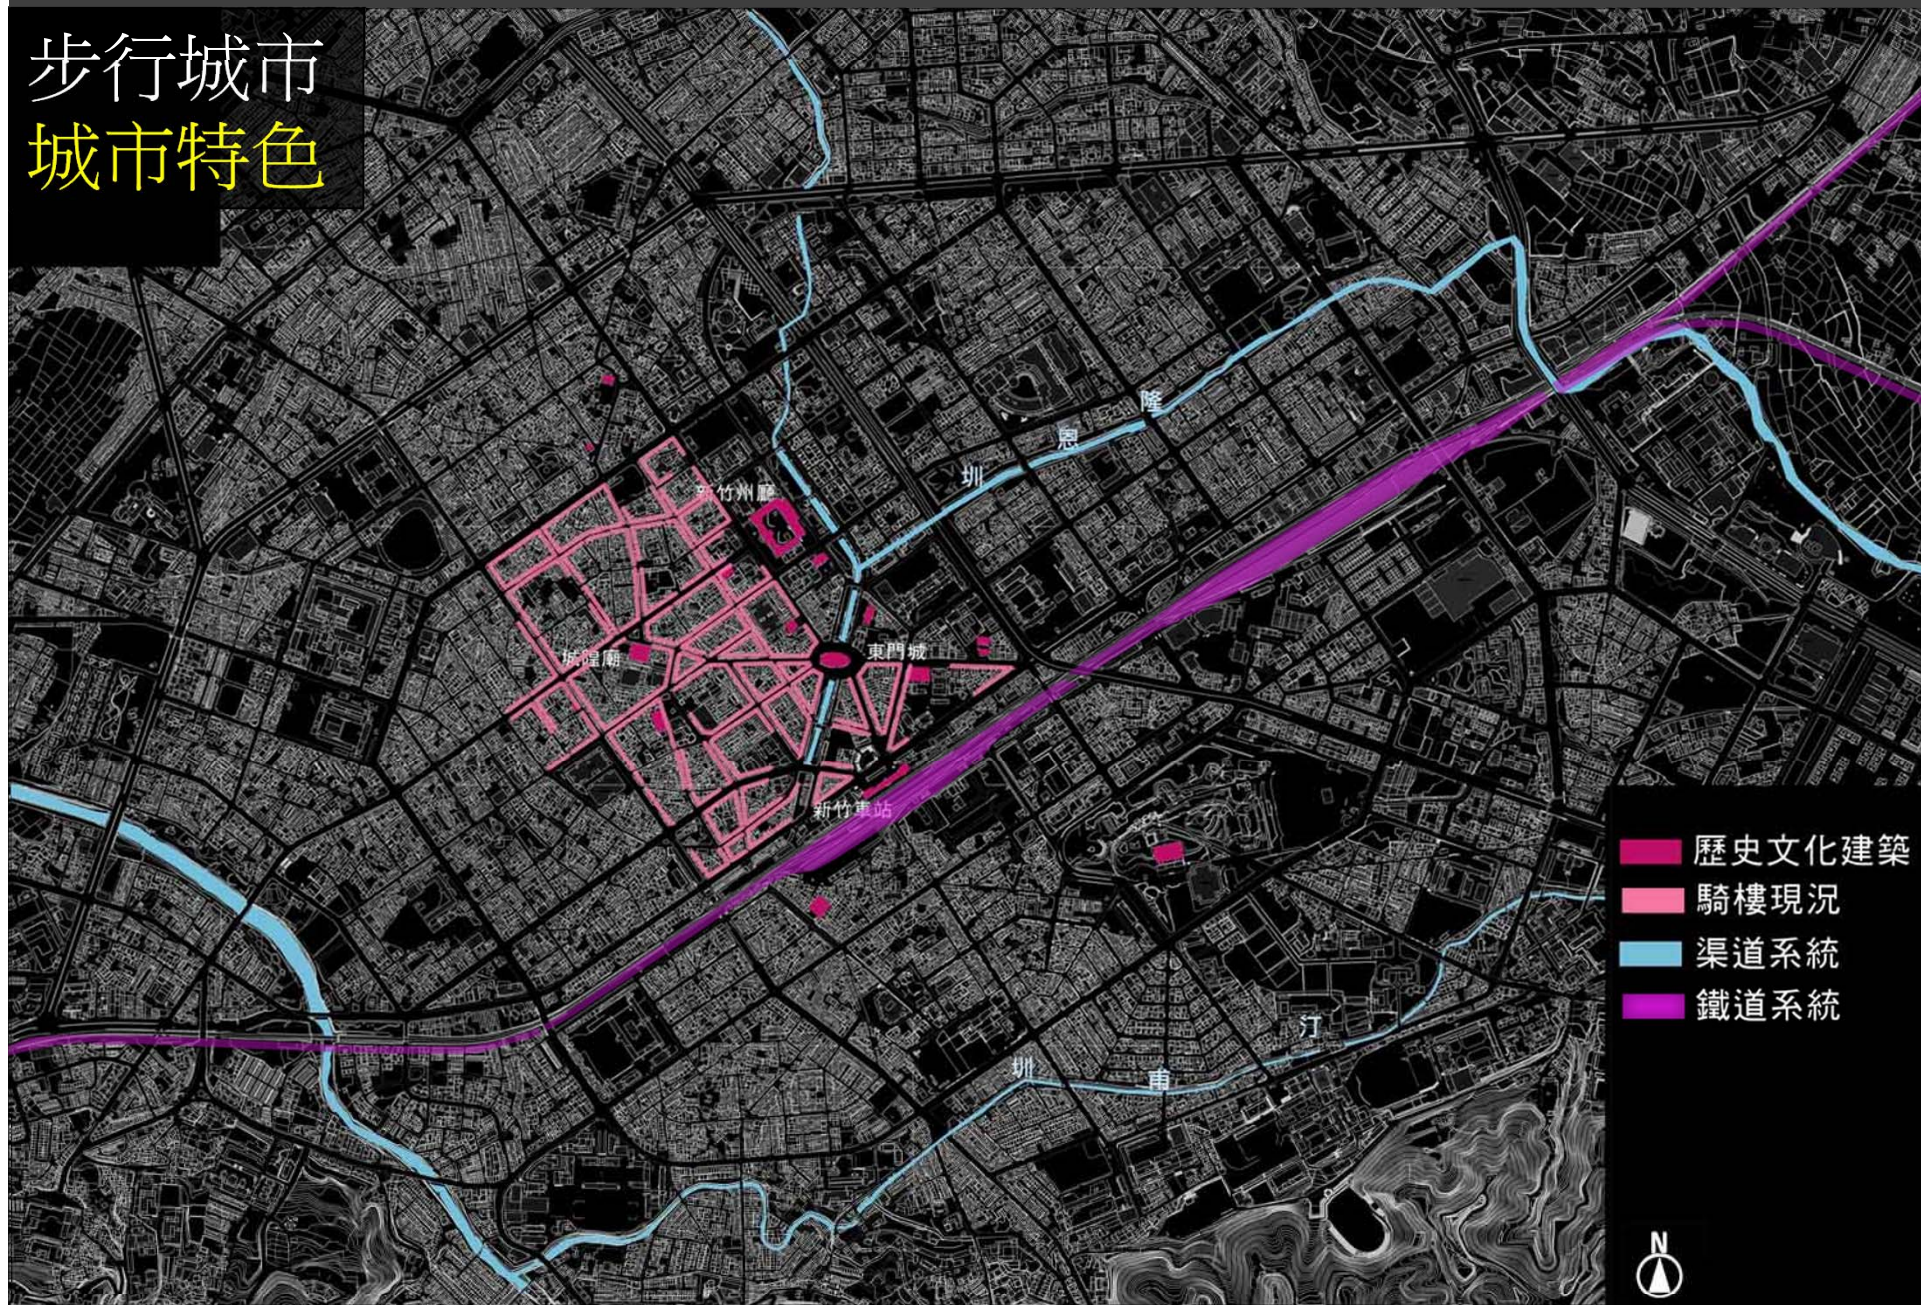 步行城市
城市特色
隆
恩
圳
新竹州廳
東門城
城隍廟
新竹車站
歷史文化建築
騎樓現況
渠道系統
鐵道系統
汀
甫
圳
N